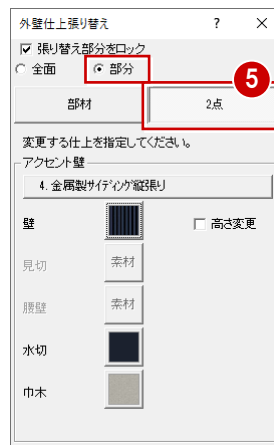 外壁仕上張り替え ? ×
張り替え部分をロック
全面 部分
5
部材 2点
変更する仕上を指定してください。
アクセント壁
4. 金属製サイディング縦張り
壁 高さ変更
見切 素材
腰壁 素材
水切
巾木